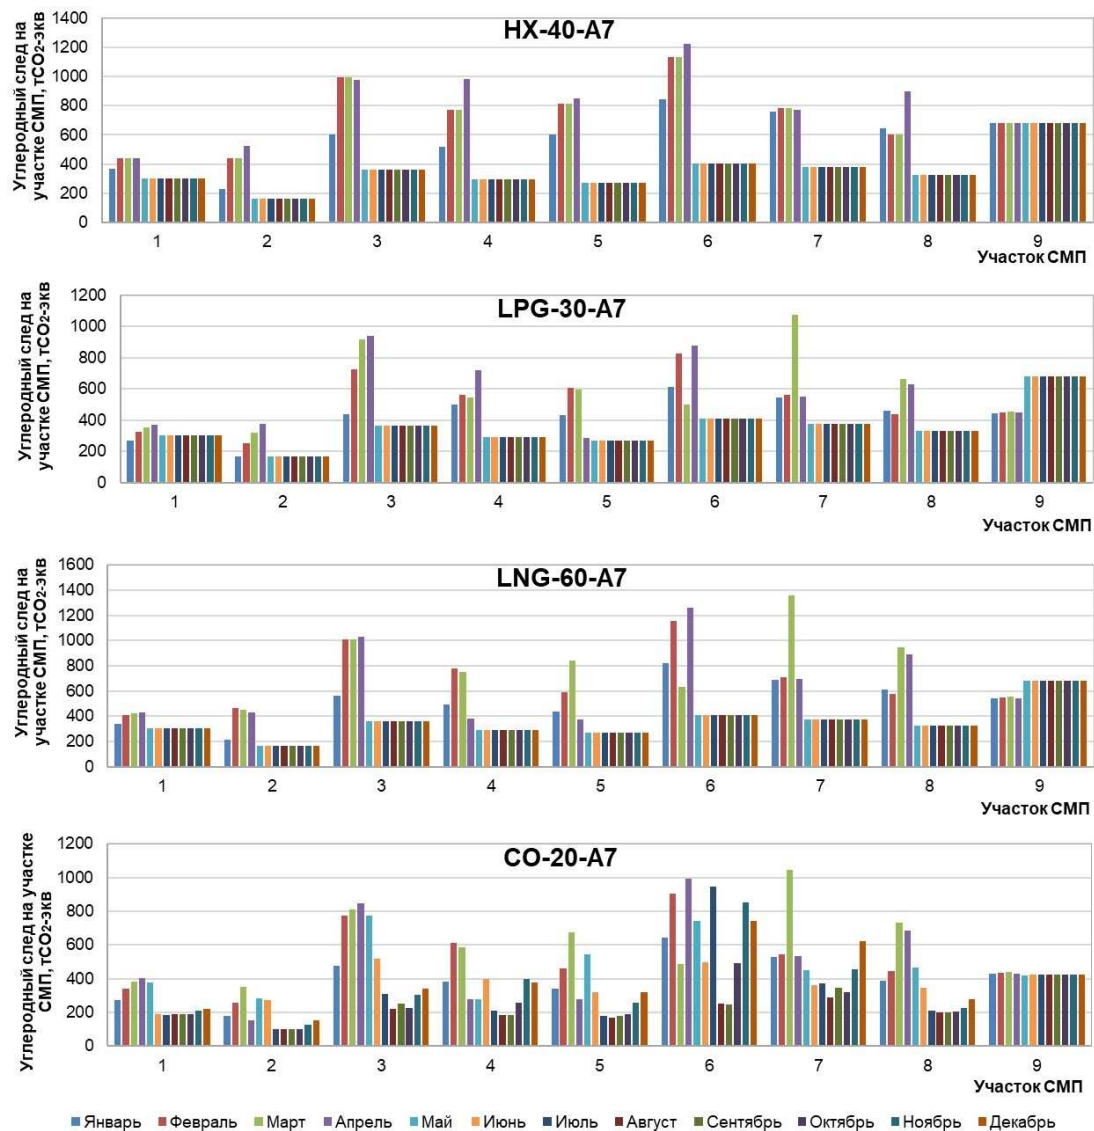 HX-40-A7
Углеродный след на
участке СМП, тCO2-экв
1400
1200
1000
800
600
400
200
0
1 2 3 4 5 6 7 8 9
Участок СМП
LPG-30-A7
Углеродный след на
участке СМП, тCO2-экв
1200
1000
800
600
400
200
0
1 2 3 4 5 6 7 8 9
Участок СМП
LNG-60-A7
Углеродный след на
участке СМП, тCO2-экв
1600
1400
1200
1000
800
600
400
200
0
1 2 3 4 5 6 7 8 9
Участок СМП
CO-20-A7
Углеродный след на участке
СМП, тCO2-экв
1200
1000
800
600
400
200
0
1 2 3 4 5 6 7 8 9
Участок СМП
Январь Февраль Март Апрель Май Июнь Июль Август Сентябрь Октябрь Ноябрь Декабрь